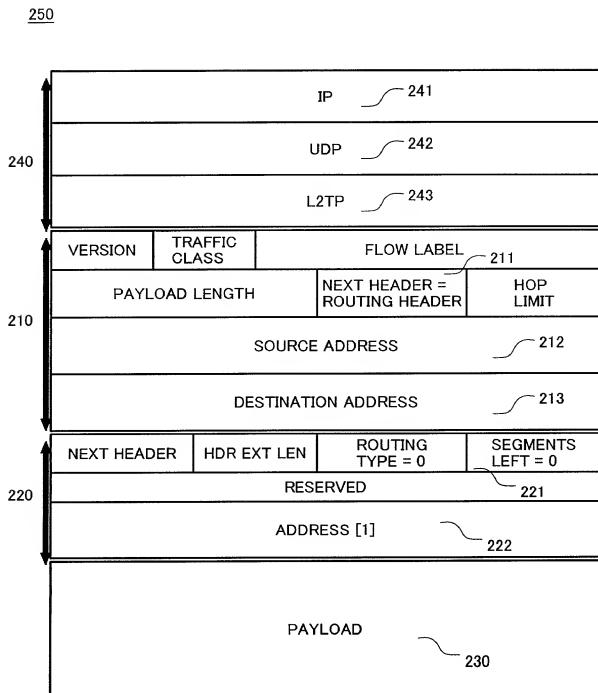 250
IP 241
UDP 242
240
L2TP 243
VERSION TRAFFIC CLASS FLOW LABEL
211
PAYLOAD LENGTH NEXT HEADER = ROUTING HEADER HOP LIMIT
210
SOURCE ADDRESS 212
DESTINATION ADDRESS 213
NEXT HEADER HDR EXT LEN ROUTING TYPE = 0 SEGMENTS LEFT = 0
220
RESERVED 221
ADDRESS [1] 222
PAYLOAD 230